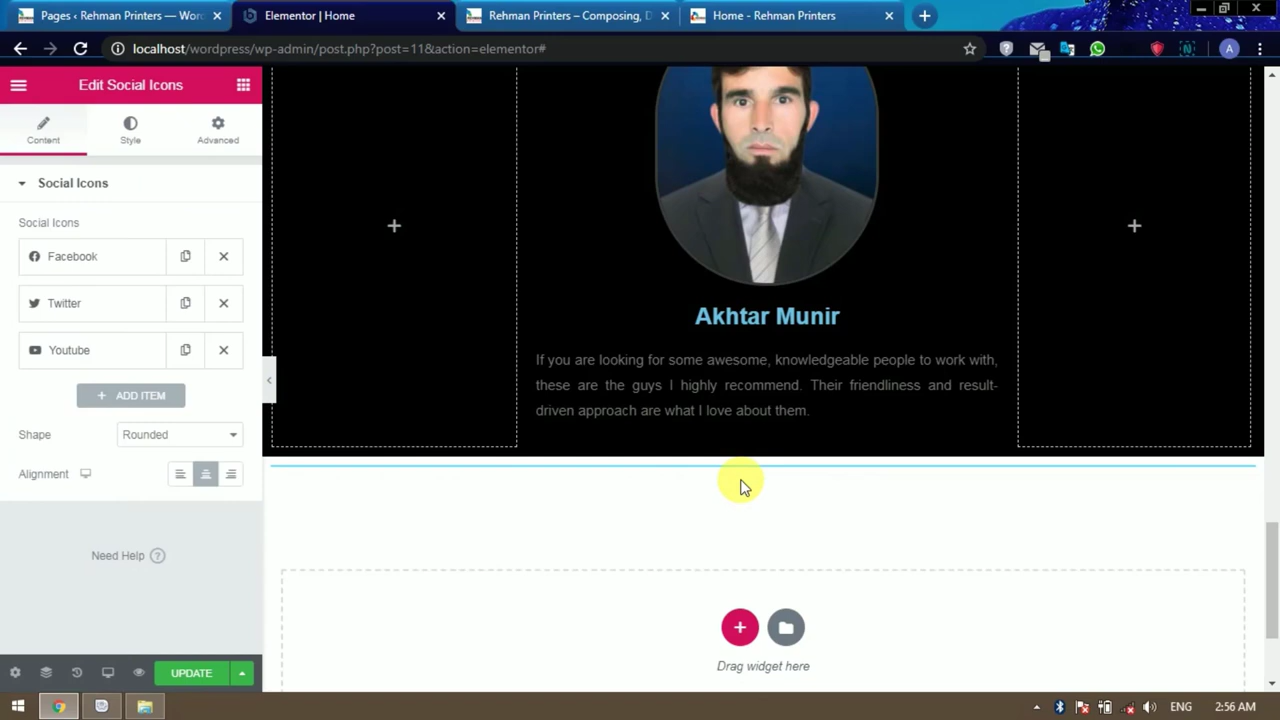 Pages ‹ Rehman Printers — Word
Elementor | Home
Rehman Printers – Composing, D
Home - Rehman Printers
localhost/wordpress/wp-admin/post.php?post=11&action=elementor#
A
Edit Social Icons
Content
Style
Advanced
Social Icons
Social Icons
Facebook
Twitter
Youtube
ADD ITEM
Shape
Rounded
Alignment
Need Help
UPDATE
Akhtar Munir
If you are looking for some awesome, knowledgeable people to work with,
these are the guys I highly recommend. Their friendliness and result-
driven approach are what I love about them.
Drag widget here
ENG
2:56 AM